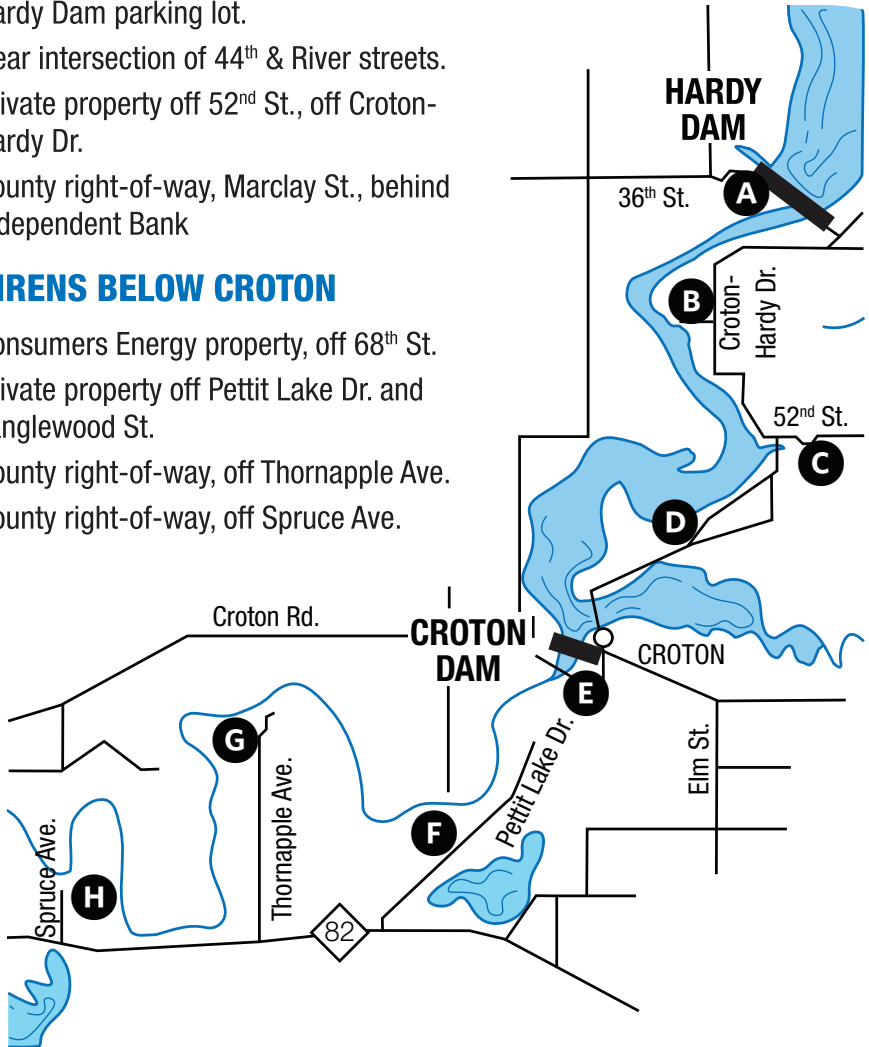 ardy Dam parking lot.
ear intersection of 44th & River streets.
ivate property off 52nd St., off Croton-
ardy Dr.
ounty right-of-way, Marclay St., behind
dependent Bank
IRENS BELOW CROTON
onsumers Energy property, off 68th St.
ivate property off Pettit Lake Dr. and
anglewood St.
ounty right-of-way, off Thornapple Ave.
ounty right-of-way, off Spruce Ave.
HARDY
DAM
A
36th St.
B
Croton-
Hardy Dr.
52nd St.
C
D
Croton Rd.
CROTON
DAM
CROTON
E
G
Elm St.
Pettit Lake Dr.
Thornapple Ave.
F
Spruce Ave.
H
82